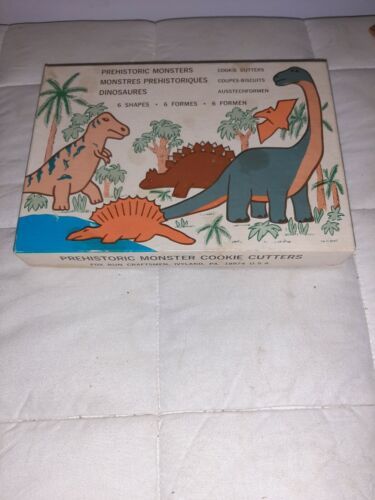 PREHISTORIC MONSTERS COOKIE CUTTERS
MONSTRES PREHISTORIQUES COUPES-BISCUITS
DINOSAURES AUSSTECHFORMEN
6 SHAPES • 6 FORMES • 6 FORMEN
PREHISTORIC MONSTER COOKIE CUTTERS
FOX RUN CRAFTSMEN, IVYLAND, PA. 18974 U.S.A.